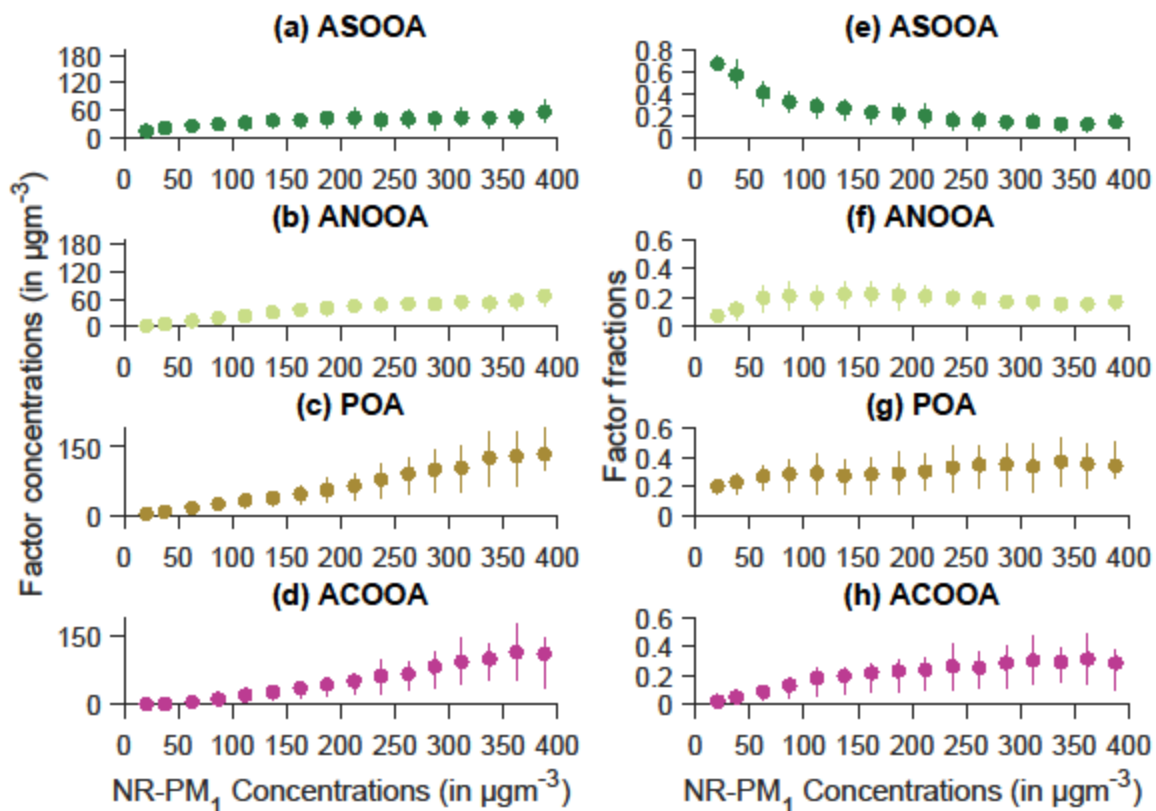 (a) ASOOA
180
120
60
0
0 50 100 150 200 250 300 350 400
(b) ANOOA
180
120
60
0
0 50 100 150 200 250 300 350 400
(c) POA
150
0
0 50 100 150 200 250 300 350 400
(d) ACOOA
150
0
0 50 100 150 200 250 300 350 400
Factor concentrations (in µgm⁻³)
NR-PM₁ Concentrations (in µgm⁻³)
(e) ASOOA
0.8
0.6
0.4
0.2
0
0 50 100 150 200 250 300 350 400
(f) ANOOA
0.6
0.4
0.2
0
0 50 100 150 200 250 300 350 400
(g) POA
0.6
0.4
0.2
0
0 50 100 150 200 250 300 350 400
(h) ACOOA
0.6
0.4
0.2
0
0 50 100 150 200 250 300 350 400
Factor fractions
NR-PM₁ Concentrations (in µgm⁻³)